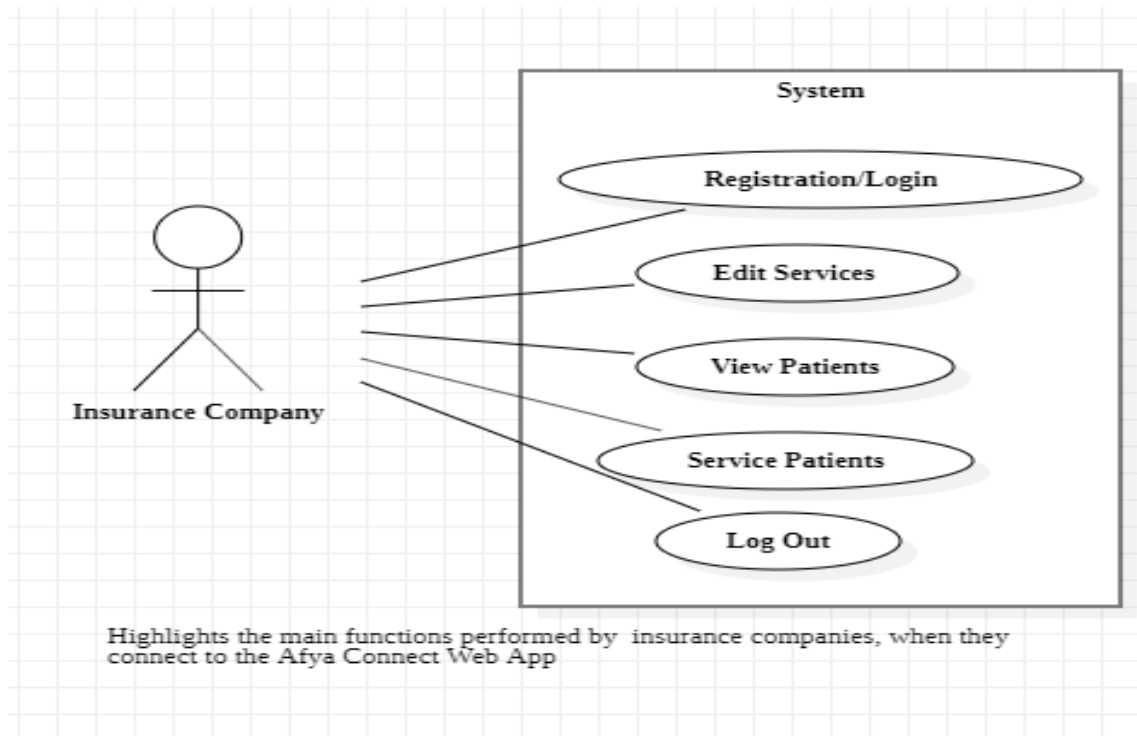 System
Registration/Login
Edit Services
View Patients
Insurance Company
Service Patients
Log Out
Highlights the main functions performed by insurance companies, when they
connect to the Afya Connect Web App